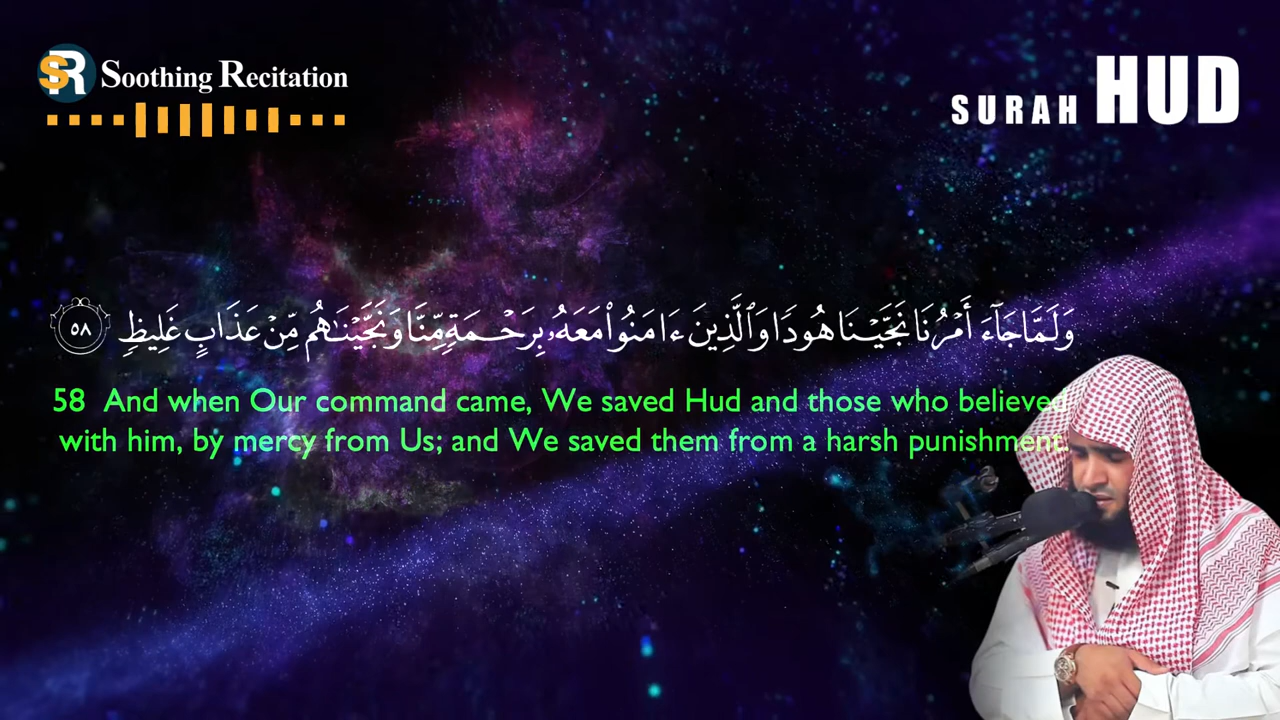 SR Soothing Recitation
SURAH HUD
وَلَمَّا جَآءَ أَمْرُنَا نَجَّيْنَا هُودًا وَٱلَّذِينَ ءَامَنُوا۟ مَعَهُۥ بِرَحْمَةٍ مِّنَّا وَنَجَّيْنَـٰهُم مِّنْ عَذَابٍ غَلِيظٍ ٥٨
58 And when Our command came, We saved Hud and those who believed
with him, by mercy from Us; and We saved them from a harsh punishment.